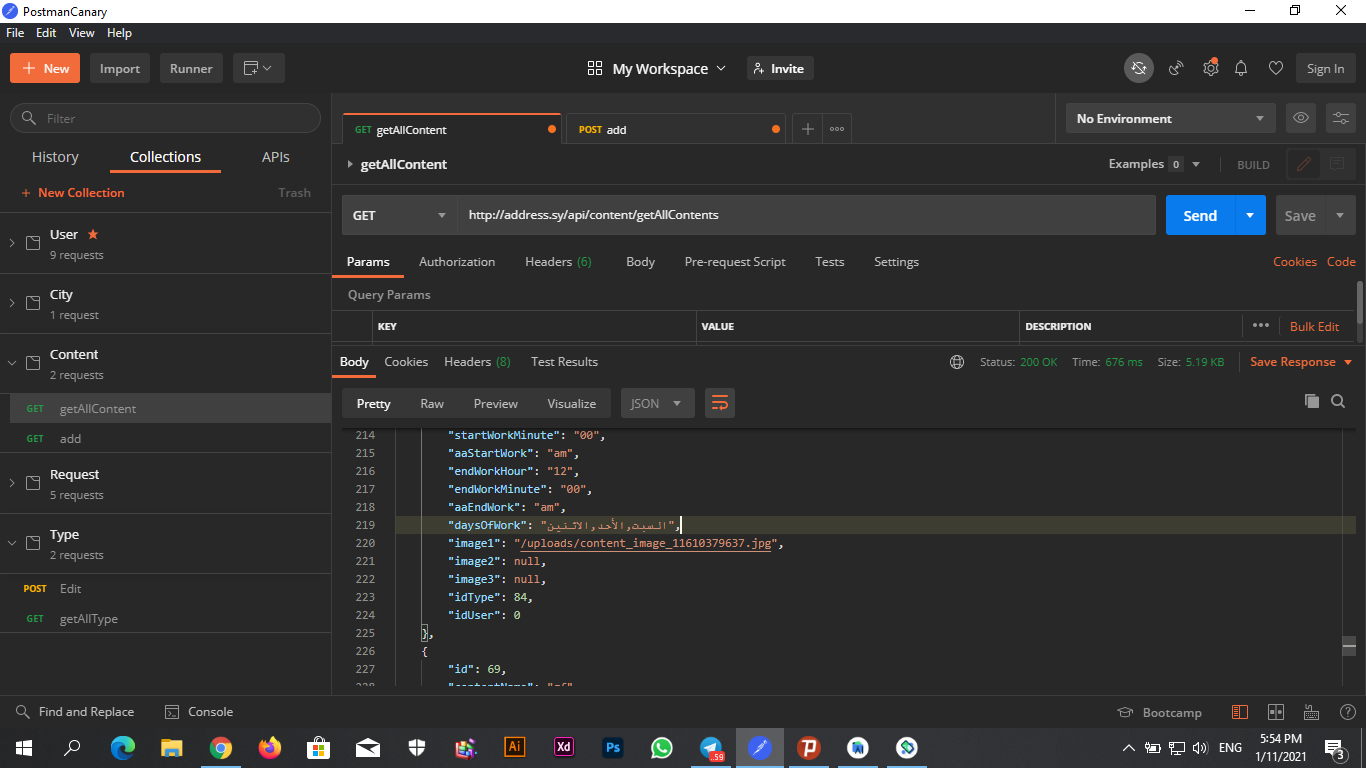 PostmanCanary
File Edit View Help
New Import Runner My Workspace Invite Sign In
Filter
History Collections APIs
+ New Collection Trash
User
9 requests
City
1 request
Content
2 requests
GET getAllContent
GET add
Request
5 requests
Type
2 requests
POST Edit
GET getAllType
GET getAllContent POST add No Environment
getAllContent Examples 0 BUILD
GET http://address.sy/api/content/getAllContents Send Save
Params Authorization Headers (6) Body Pre-request Script Tests Settings Cookies Code
Query Params
KEY VALUE DESCRIPTION Bulk Edit
Body Cookies Headers (8) Test Results Status: 200 OK Time: 676 ms Size: 5.19 KB Save Response
Pretty Raw Preview Visualize JSON
214 "startWorkMinute": "00",
215 "aaStartWork": "am",
216 "endWorkHour": "12",
217 "endWorkMinute": "00",
218 "aaEndWork": "am",
219 "daysOfWork": "السبت,الأحد,الاثنين",
220 "image1": "/uploads/content_image_11610379637.jpg",
221 "image2": null,
222 "image3": null,
223 "idType": 84,
224 "idUser": 0
225 },
226 {
227 "id": 69,
Find and Replace Console Bootcamp
Ai Xd Ps .59 ENG 5:54 PM
1/11/2021 3